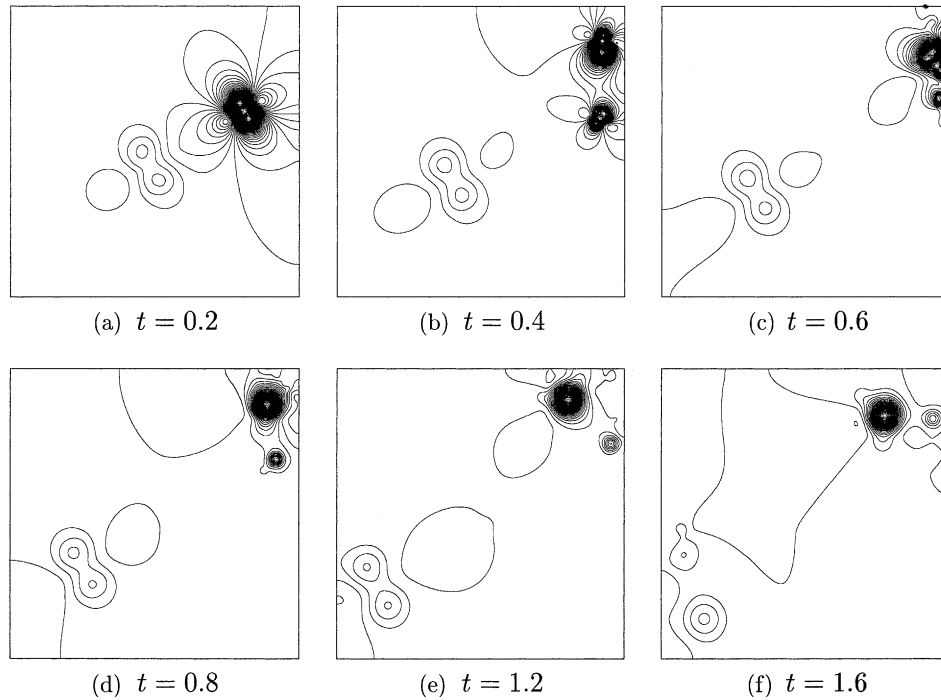 (a) t = 0.2
(b) t = 0.4
(c) t = 0.6
(d) t = 0.8
(e) t = 1.2
(f) t = 1.6